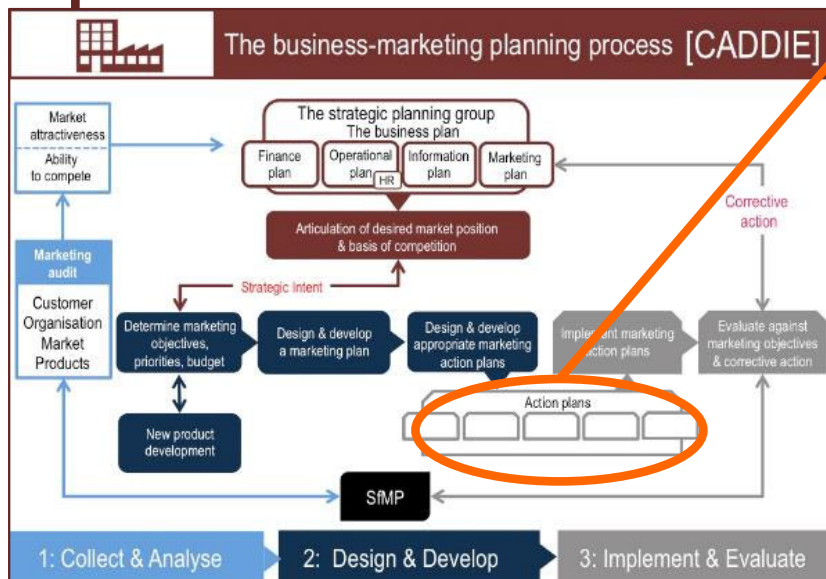 The business-marketing planning process [CADDIE]
Market
attractiveness
Ability
to compete
The strategic planning group
The business plan
Finance
plan
Operational
plan
HR
Information
plan
Marketing
plan
Corrective
action
Articulation of desired market position
& basis of competition
Marketing
audit
Customer
Organisation
Market
Products
Strategic Intent
Determine marketing
objectives,
priorities, budget
Design & develop
a marketing plan
Design & develop
appropriate marketing
action plans
Implement marketing
action plans
Evaluate against
marketing objectives
& corrective action
New product
development
Action plans
SfMP
1: Collect & Analyse
2: Design & Develop
3: Implement & Evaluate